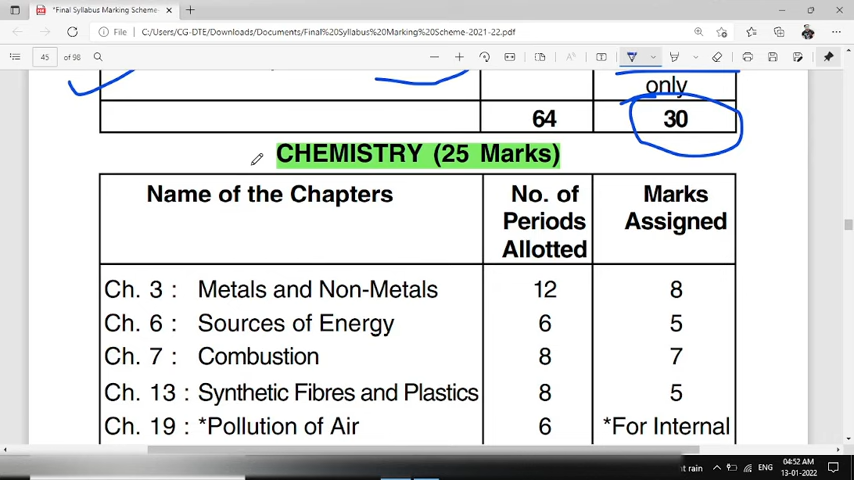 *Final Syllabus Marking Scheme-
File
C:/Users/CG-DTE/Downloads/Documents/Final%20Syllabus%20Marking%20Scheme-2021-22.pdf
45 of 98
only
64 30
CHEMISTRY (25 Marks)
Name of the Chapters No. of Periods Allotted Marks Assigned
Ch. 3 : Metals and Non-Metals 12 8
Ch. 6 : Sources of Energy 6 5
Ch. 7 : Combustion 8 7
Ch. 13 : Synthetic Fibres and Plastics 8 5
Ch. 19 : *Pollution of Air 6 *For Internal
rain ENG 04:52 AM
13-01-2022